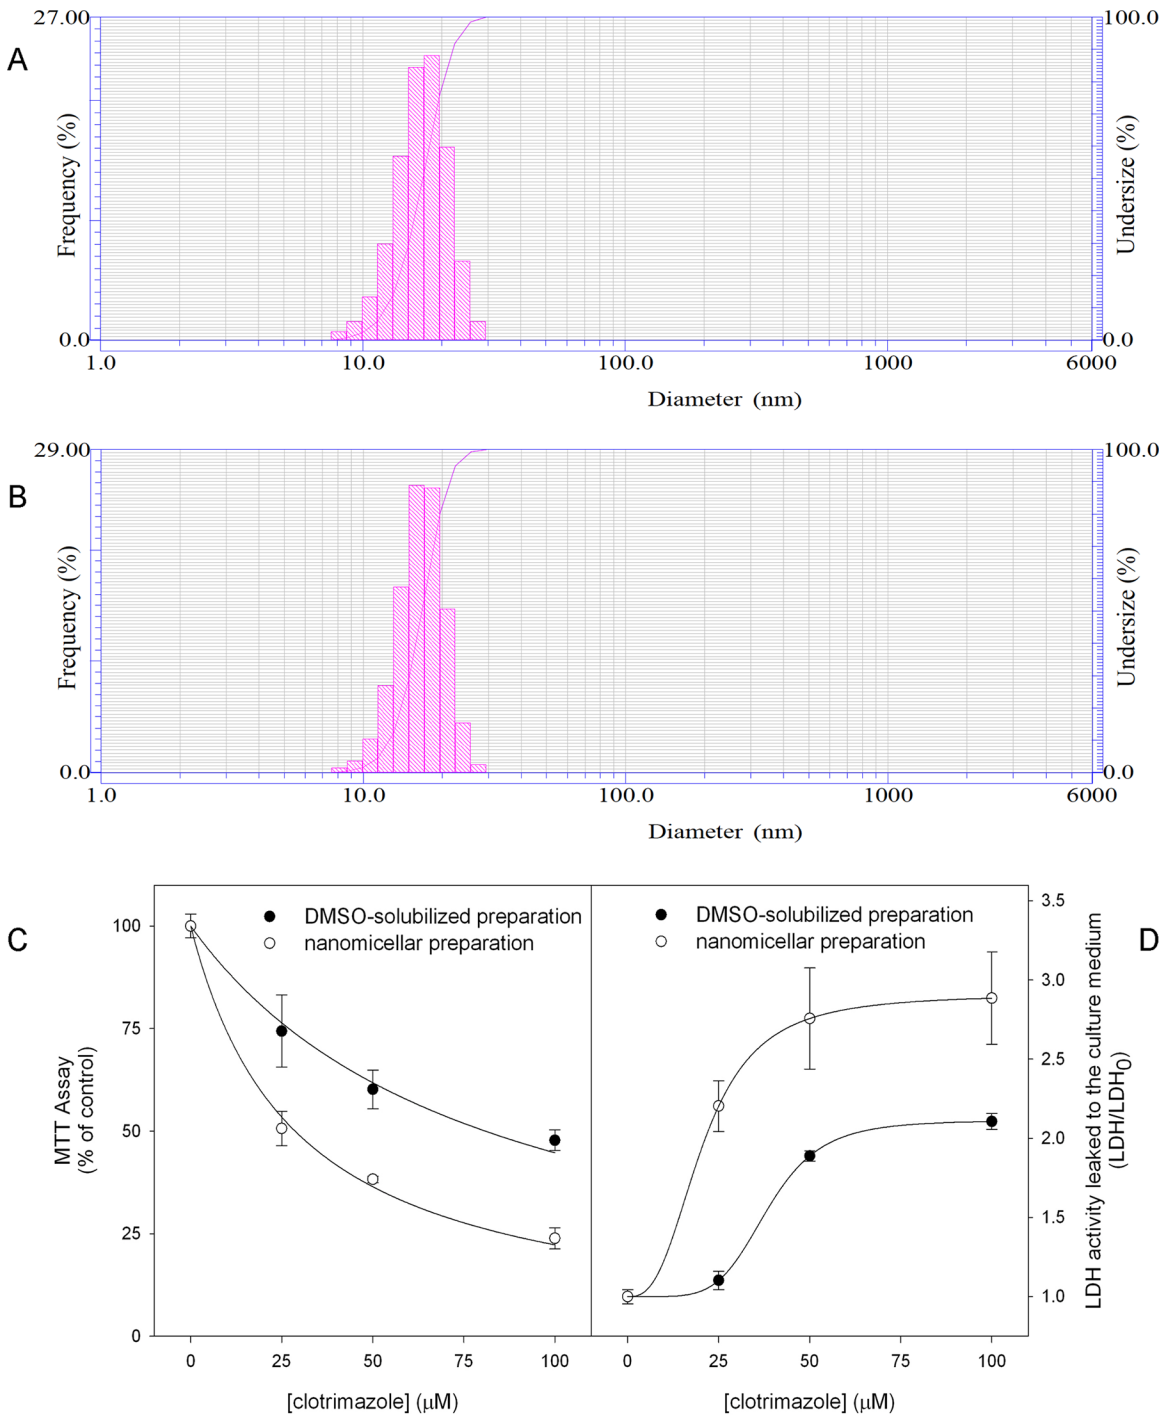 A
27.00
100.0
Frequency (%)
Undersize (%)
0.0
0.0
1.0
10.0
100.0
1000
6000
Diameter (nm)
B
29.00
100.0
Frequency (%)
Undersize (%)
0.0
0.0
1.0
10.0
100.0
1000
6000
Diameter (nm)
C
MTT Assay
(% of control)
100
75
50
25
0
DMSO-solubilized preparation
nanomicellar preparation
0
25
50
75
100
[clotrimazole] (μM)
D
DMSO-solubilized preparation
nanomicellar preparation
3.5
3.0
2.5
2.0
1.5
1.0
LDH activity leaked to the culture medium
(LDH/LDH0)
0
25
50
75
100
[clotrimazole] (μM)